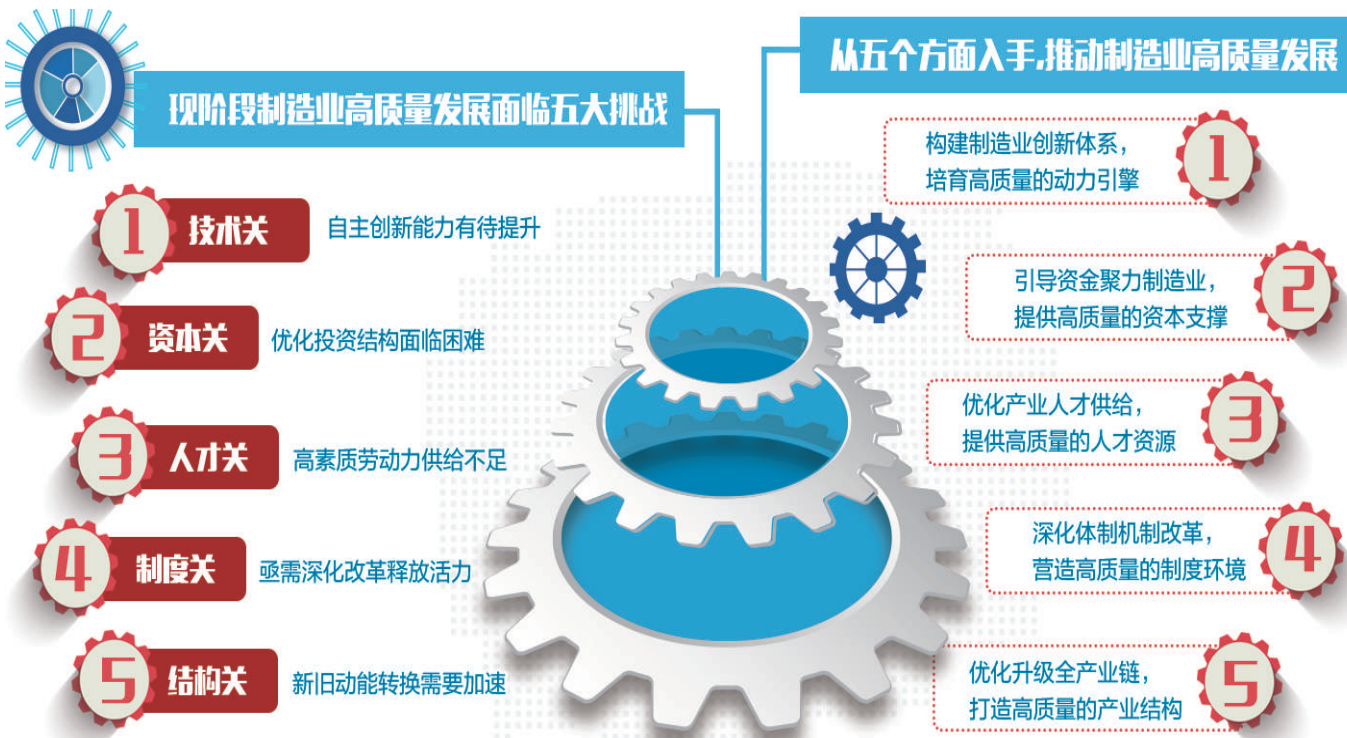 现阶段制造业高质量发展面临五大挑战
1
技术关
自主创新能力有待提升
2
资本关
优化投资结构面临困难
3
人才关
高素质劳动力供给不足
4
制度关
亟需深化改革释放活力
5
结构关
新旧动能转换需要加速
从五个方面入手,推动制造业高质量发展
构建制造业创新体系，
培育高质量的动力引擎
1
引导资金聚力制造业，
提供高质量的资本支撑
2
优化产业人才供给，
提供高质量的人才资源
3
深化体制机制改革，
营造高质量的制度环境
4
优化升级全产业链，
打造高质量的产业结构
5